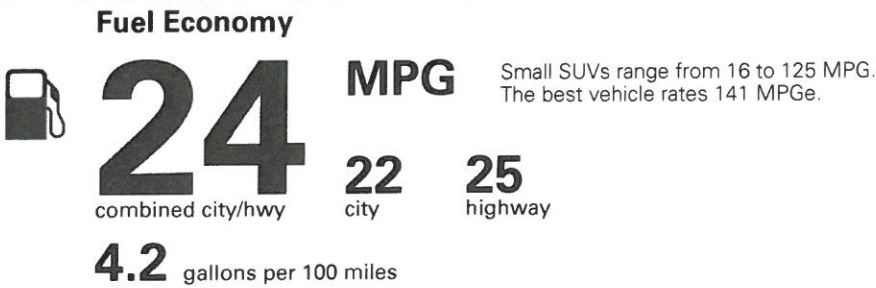 Fuel Economy
24 MPG
Small SUVs range from 16 to 125 MPG.
The best vehicle rates 141 MPGe.
combined city/hwy
22
city
25
highway
4.2 gallons per 100 miles